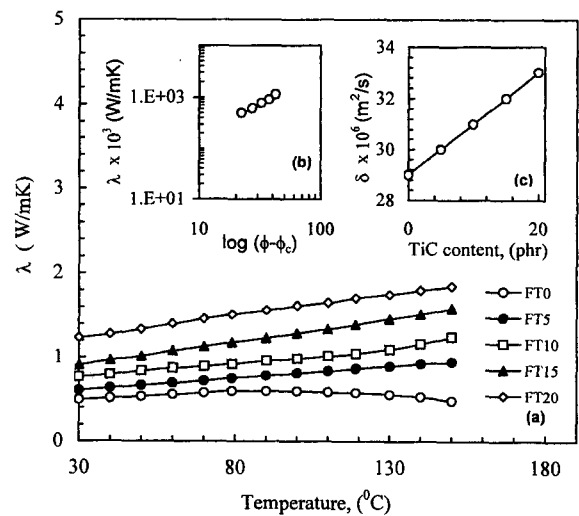 5
4
3
2
1
0
λ ( W/mK)
30
80
130
180
Temperature, (⁰C)
1.E+03
1.E+01
λ x 10³ (W/mK)
10
100
log (ϕ-ϕc)
(b)
34
32
30
28
δ x 10⁶ (m²/s)
0
20
TiC content, (phr)
(c)
FT0
FT5
FT10
FT15
FT20
(a)